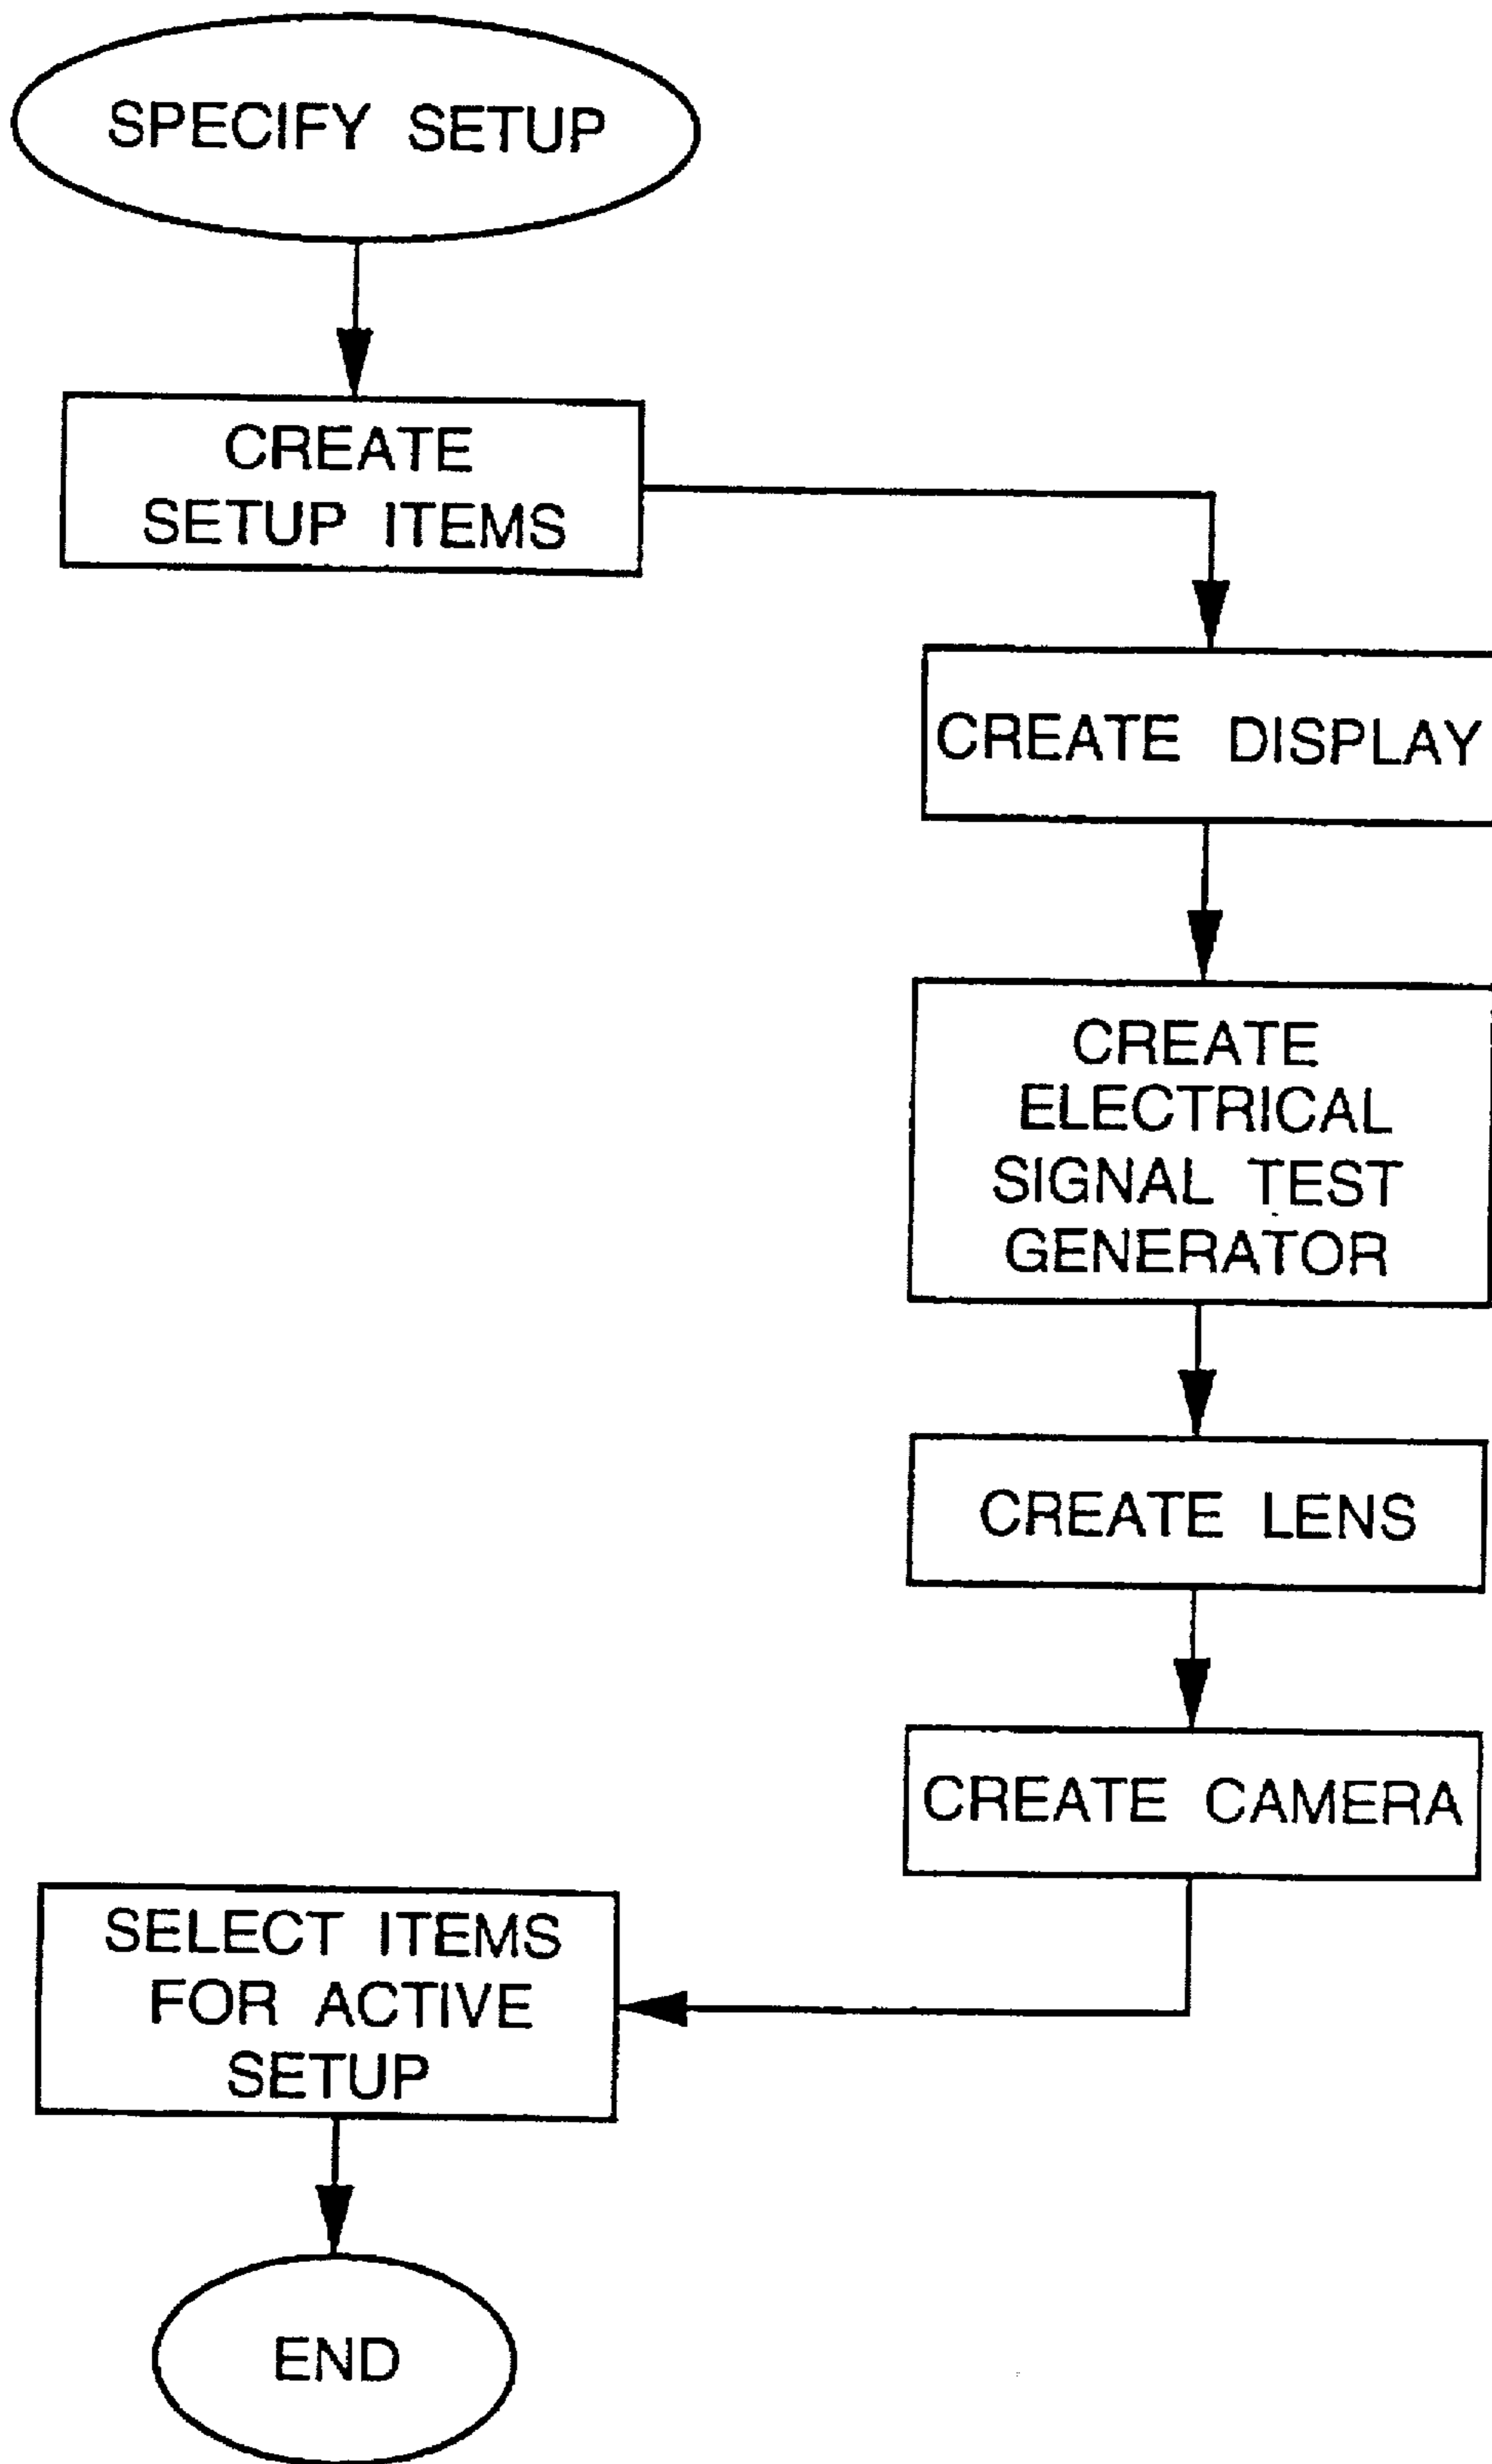 SPECIFY SETUP
CREATE
SETUP ITEMS
CREATE DISPLAY
CREATE
ELECTRICAL
SIGNAL TEST
GENERATOR
CREATE LENS
CREATE CAMERA
SELECT ITEMS
FOR ACTIVE
SETUP
END